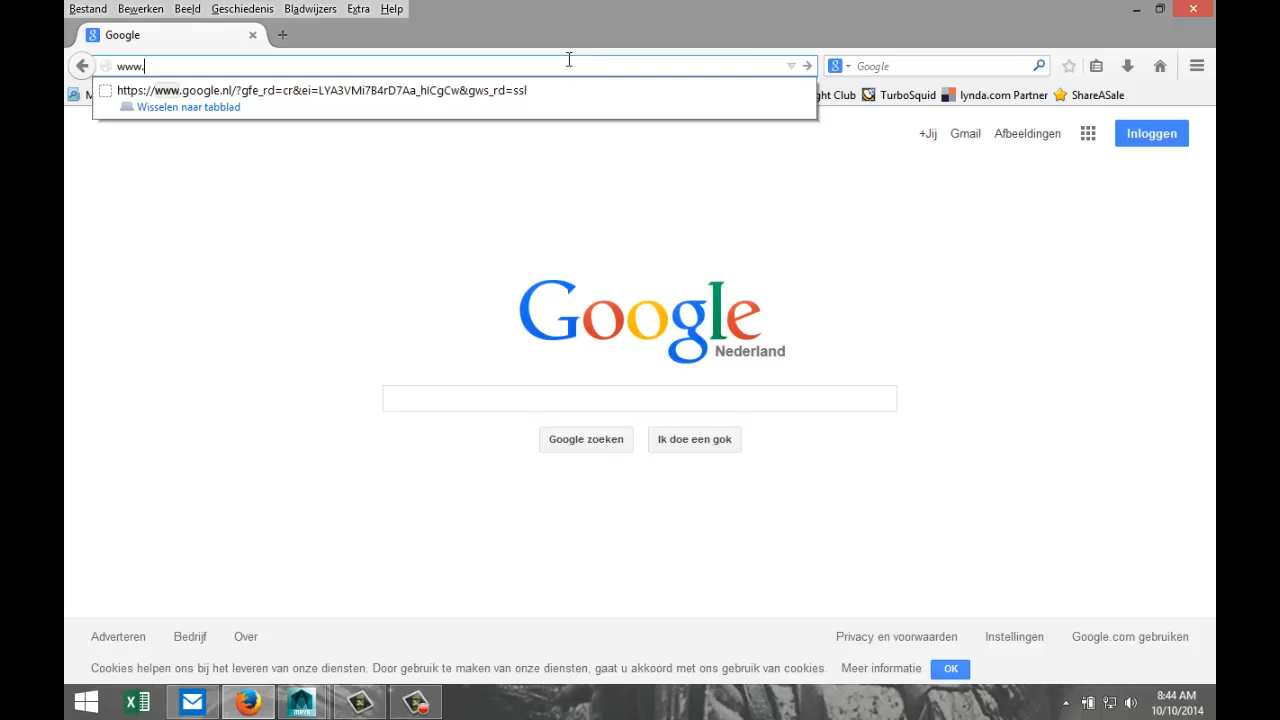 Bestand Bewerken Beeld Geschiedenis Bladwijzers Extra Help
Google
www.
Google
https://www.google.nl/?gfe_rd=cr&ei=LYA3VMi7B4rD7Aa_hICgCw&gws_rd=ssl
Wisselen naar tabblad
ght Club TurboSquid lynda.com Partner ShareASale
+Jij Gmail Afbeeldingen Inloggen
Google
Nederland
Google zoeken Ik doe een gok
Adverteren Bedrijf Over Privacy en voorwaarden Instellingen Google.com gebruiken
Cookies helpen ons bij het leveren van onze diensten. Door gebruik te maken van onze diensten, gaat u akkoord met ons gebruik van cookies. Meer informatie OK
8:44 AM
10/10/2014